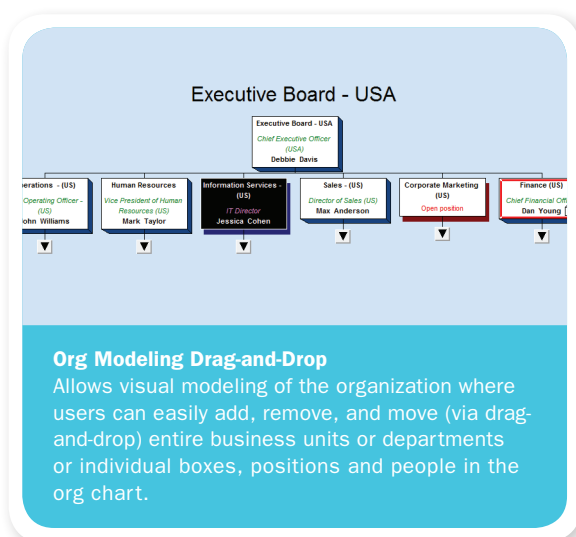 Executive Board - USA
Executive Board - USA
Chief Executive Officer
(USA)
Debbie Davis
erations - (US)
Operating Officer -
(US)
ohn Williams
Human Resources
Vice President of Human
Resources (US)
Mark Taylor
Information Services -
(US)
IT Director
Jessica Cohen
Sales - (US)
Director of Sales (US)
Max Anderson
Corporate Marketing
(US)
Open position
Finance (US)
Chief Financial Offi
Dan Young
Org Modeling Drag-and-Drop
Allows visual modeling of the organization where
users can easily add, remove, and move (via drag-
and-drop) entire business units or departments
or individual boxes, positions and people in the
org chart.